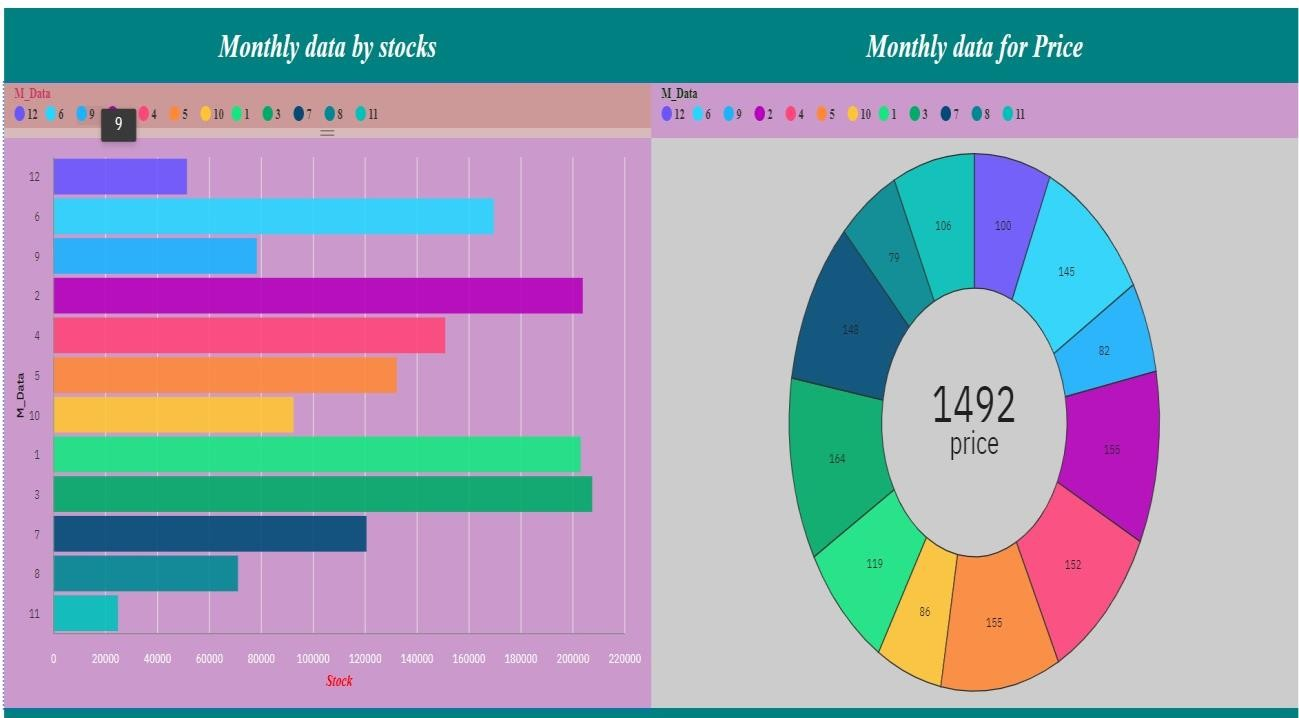 Monthly data by stocks
Monthly data for Price
M_Data
12 6 9 4 5 10 1 3 7 8 11
9
M_Data
12 6 9 2 4 5 10 1 3 7 8 11
12
6
9
2
4
5
10
1
3
7
8
11
M_Data
0 20000 40000 60000 80000 100000 120000 140000 160000 180000 200000 220000
Stock
100
145
82
155
152
155
86
119
164
148
79
106
1492
price